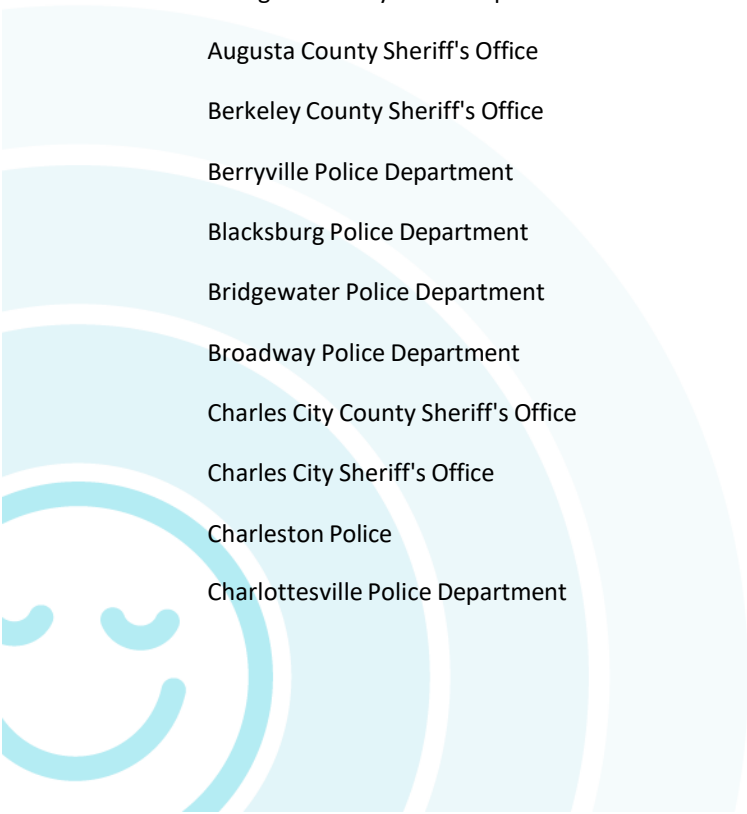 Augusta County Sheriff's Office
Berkeley County Sheriff's Office
Berryville Police Department
Blacksburg Police Department
Bridgewater Police Department
Broadway Police Department
Charles City County Sheriff's Office
Charles City Sheriff's Office
Charleston Police
Charlottesville Police Department